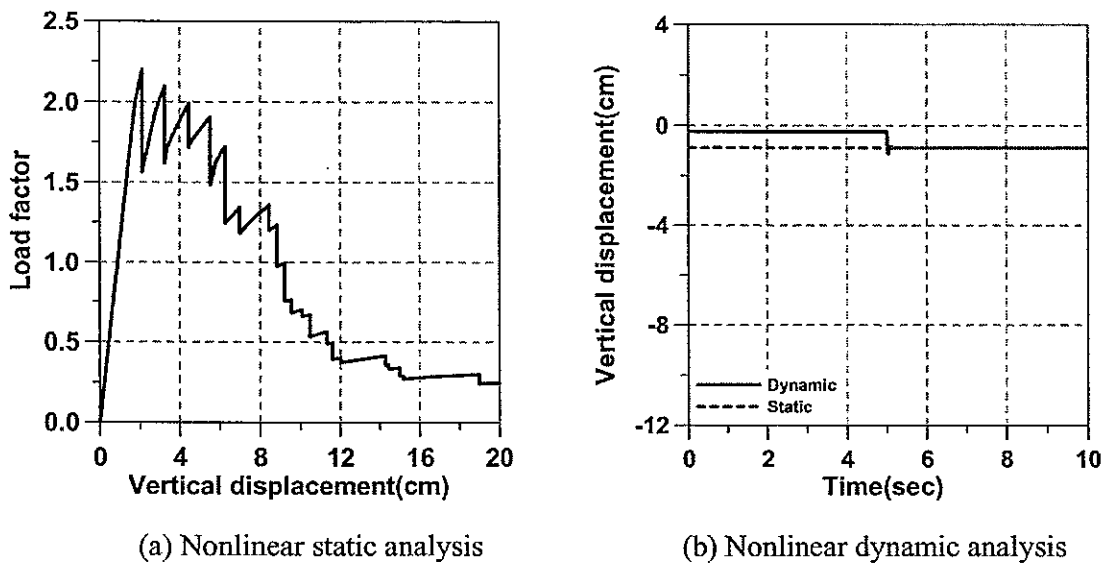 2.5
2.0
1.5
1.0
0.5
0.0
Load factor
0 4 8 12 16 20
Vertical displacement(cm)
(a) Nonlinear static analysis
4
0
-4
-8
-12
Vertical displacement(cm)
Dynamic
Static
0 2 4 6 8 10
Time(sec)
(b) Nonlinear dynamic analysis